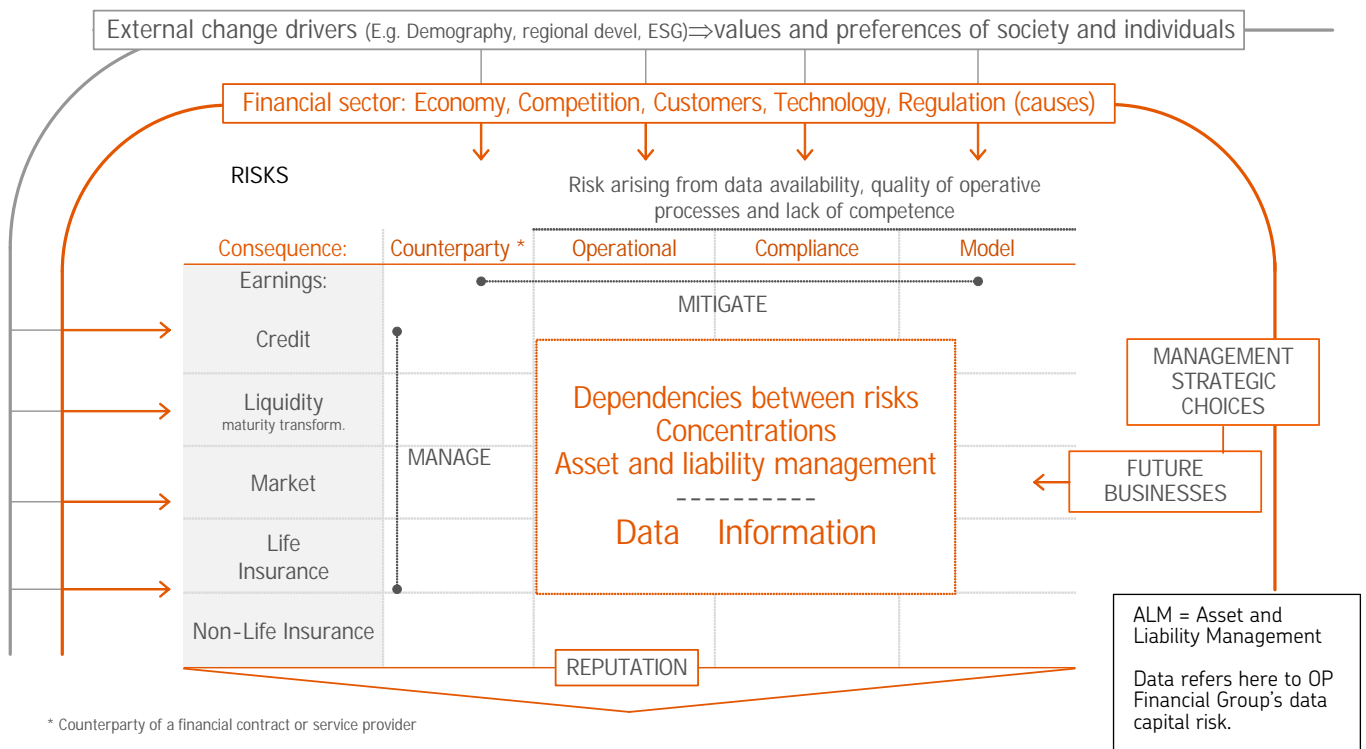 External change drivers (E.g. Demography, regional devel, ESG)⇒values and preferences of society and individuals
Financial sector: Economy, Competition, Customers, Technology, Regulation (causes)
RISKS
Risk arising from data availability, quality of operative
processes and lack of competence
Consequence: Counterparty * Operational Compliance Model
Earnings:
MITIGATE
Credit
Liquidity
maturity transform.
MANAGE
Market
Life
Insurance
Non-Life Insurance
Dependencies between risks
Concentrations
Asset and liability management
Data Information
MANAGEMENT
STRATEGIC
CHOICES
FUTURE
BUSINESSES
REPUTATION
ALM = Asset and
Liability Management
Data refers here to OP
Financial Group's data
capital risk.
* Counterparty of a financial contract or service provider